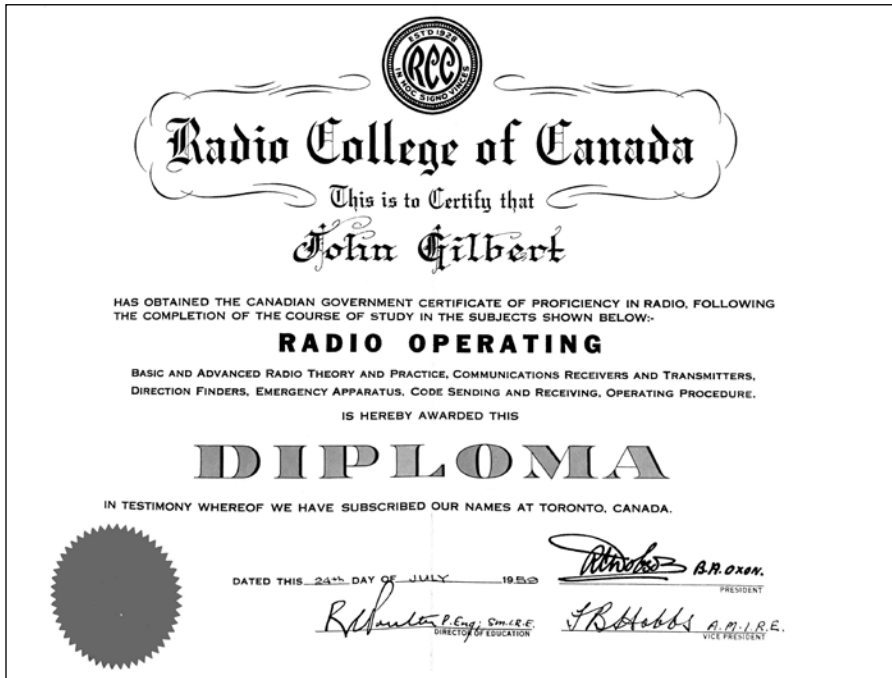 EST'D 1928
RCC
IN HOC SIGNO VINCES
Radio College of Canada
This is to Certify that
John Gilbert
HAS OBTAINED THE CANADIAN GOVERNMENT CERTIFICATE OF PROFICIENCY IN RADIO, FOLLOWING
THE COMPLETION OF THE COURSE OF STUDY IN THE SUBJECTS SHOWN BELOW:-
RADIO OPERATING
BASIC AND ADVANCED RADIO THEORY AND PRACTICE, COMMUNICATIONS RECEIVERS AND TRANSMITTERS,
DIRECTION FINDERS, EMERGENCY APPARATUS, CODE SENDING AND RECEIVING, OPERATING PROCEDURE.
IS HEREBY AWARDED THIS
DIPLOMA
IN TESTIMONY WHEREOF WE HAVE SUBSCRIBED OUR NAMES AT TORONTO, CANADA.
B.A. OXON.
PRESIDENT
DATED THIS 24th DAY OF JULY 1959
P. Eng; Sm.I.R.E.
DIRECTOR OF EDUCATION
F B Hobbs A.M.I.R.E.
VICE PRESIDENT